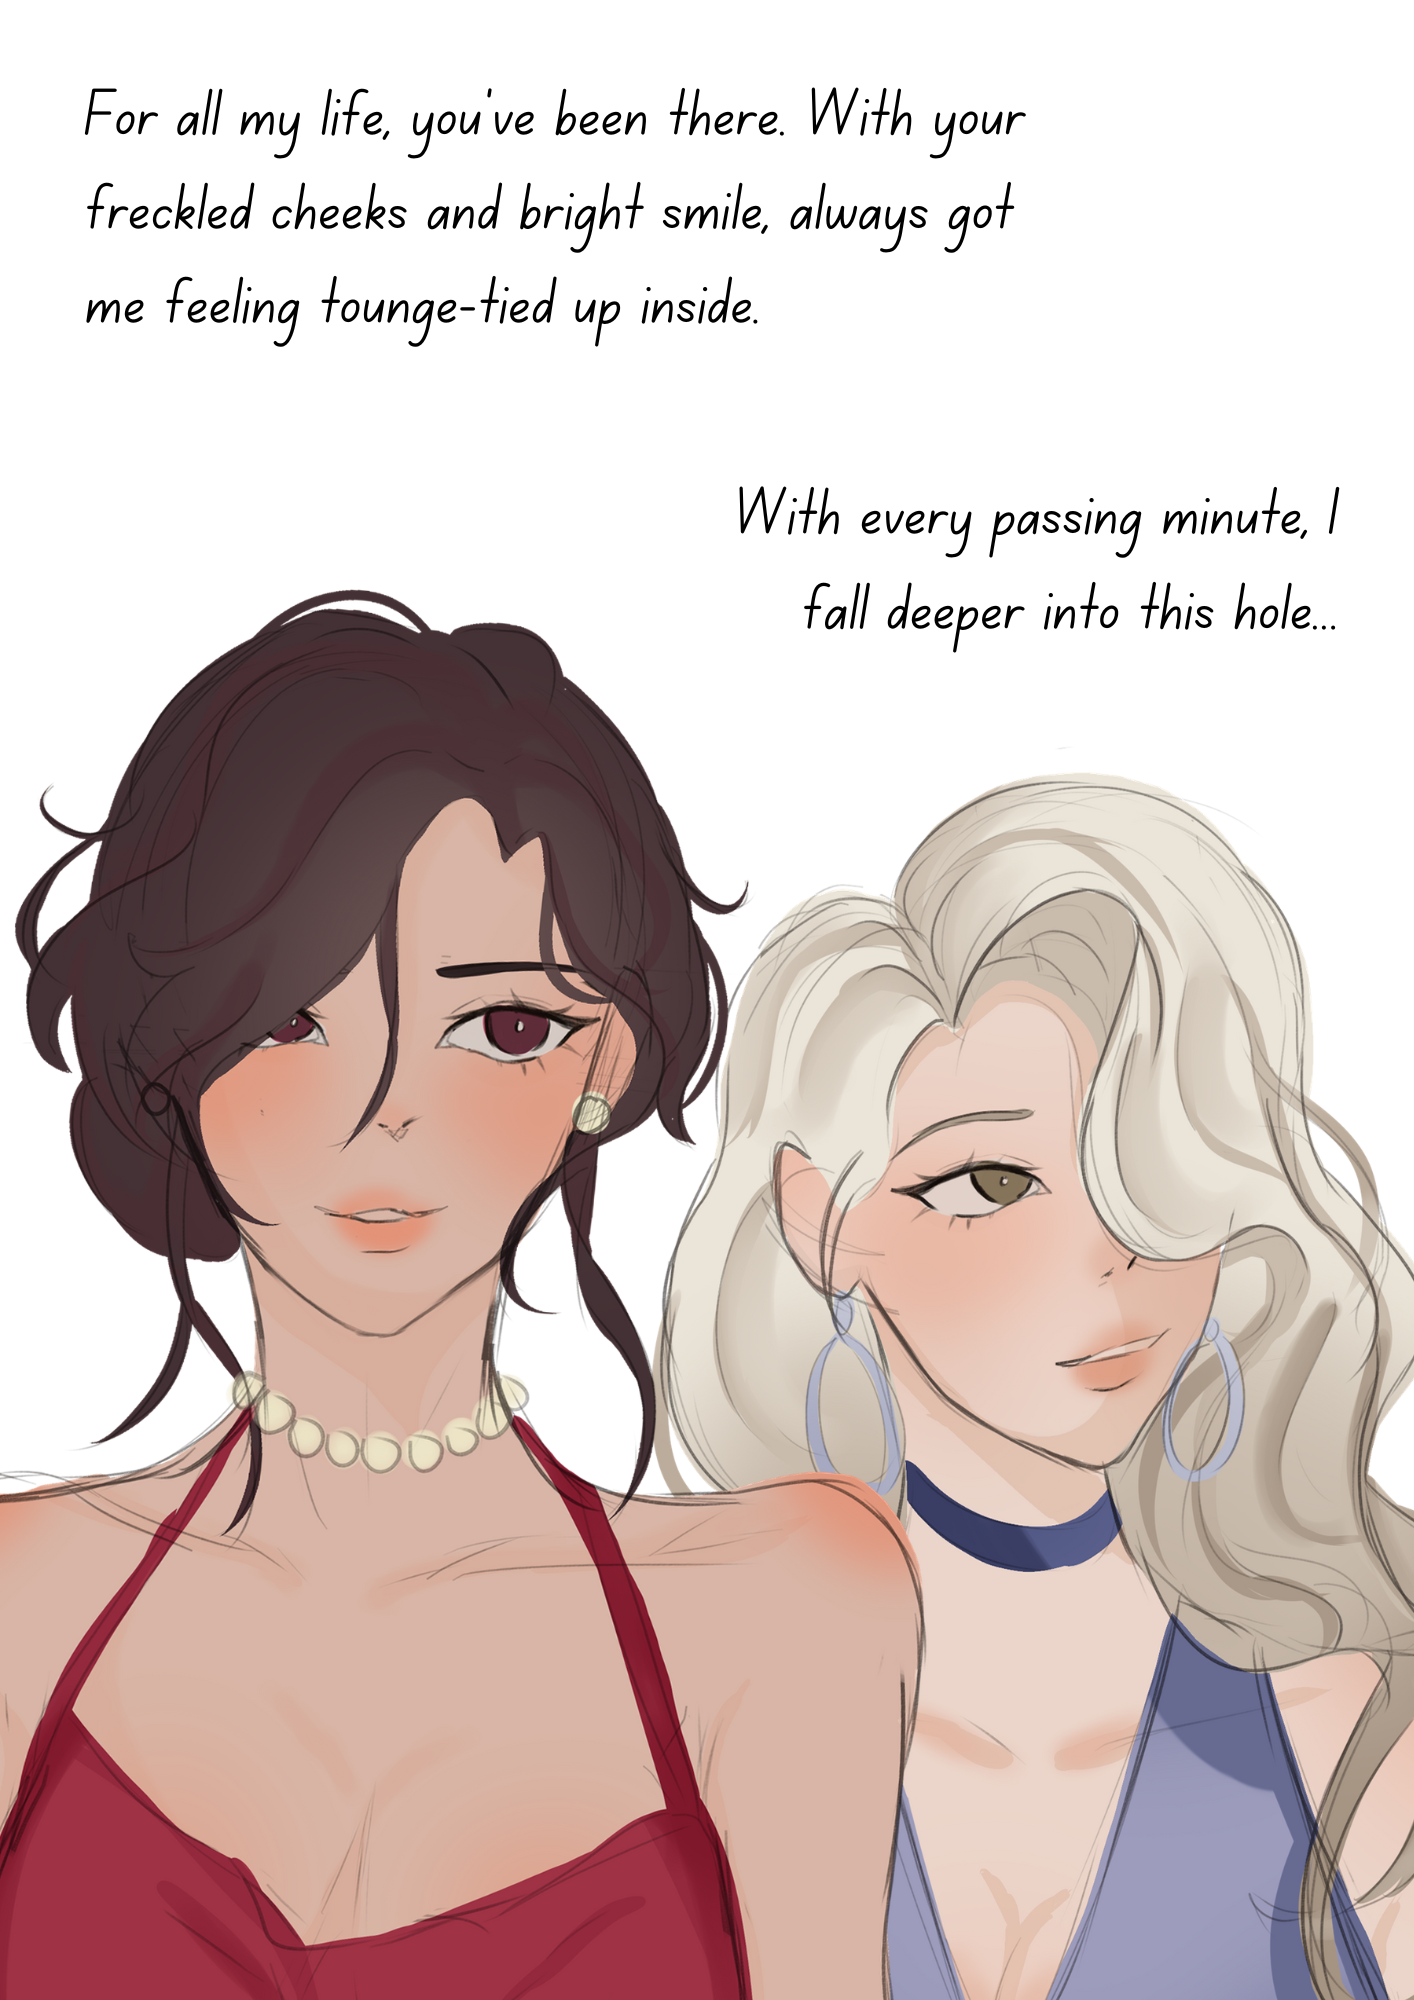 For all my life, you've been there. With your
freckled cheeks and bright smile, always got
me feeling tounge-tied up inside.
With every passing minute, I
fall deeper into this hole...